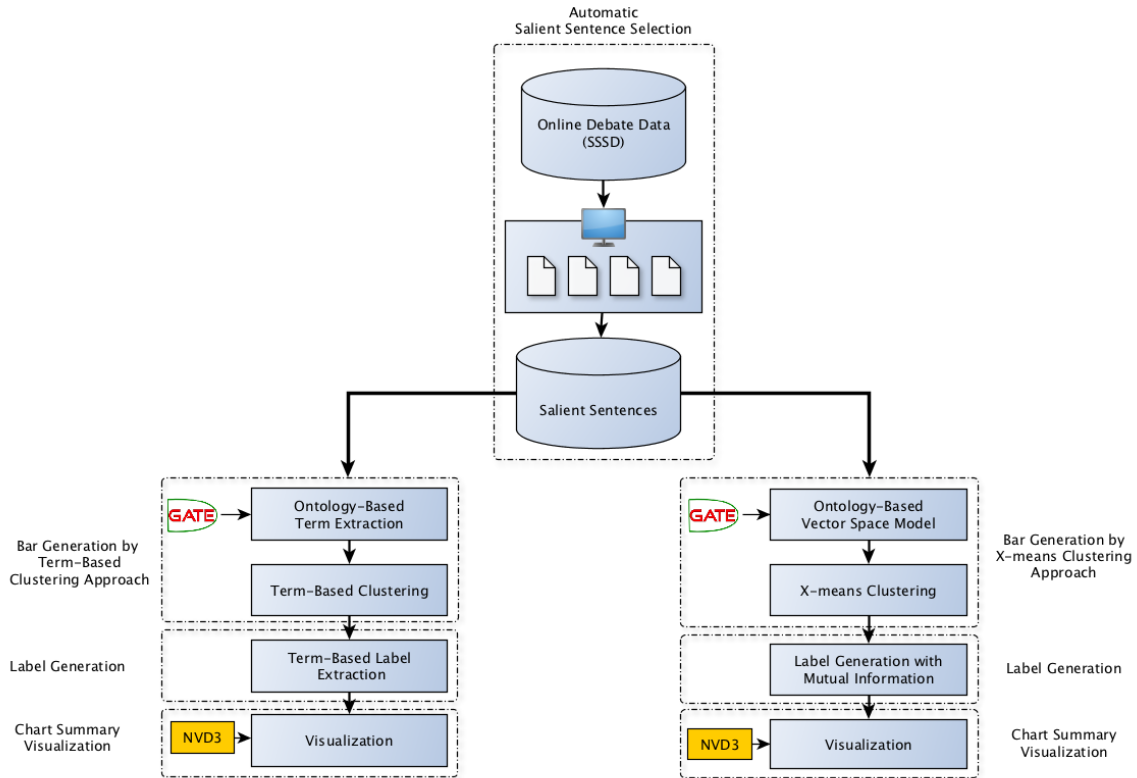 Automatic
Salient Sentence Selection
Online Debate Data
(SSSD)
Salient Sentences
Bar Generation by
Term-Based
Clustering Approach
GATE
Ontology-Based
Term Extraction
Term-Based Clustering
Label Generation
Term-Based Label
Extraction
Chart Summary
Visualization
NVD3
Visualization
GATE
Ontology-Based
Vector Space Model
X-means Clustering
Bar Generation by
X-means Clustering
Approach
Label Generation with
Mutual Information
Label Generation
NVD3
Visualization
Chart Summary
Visualization